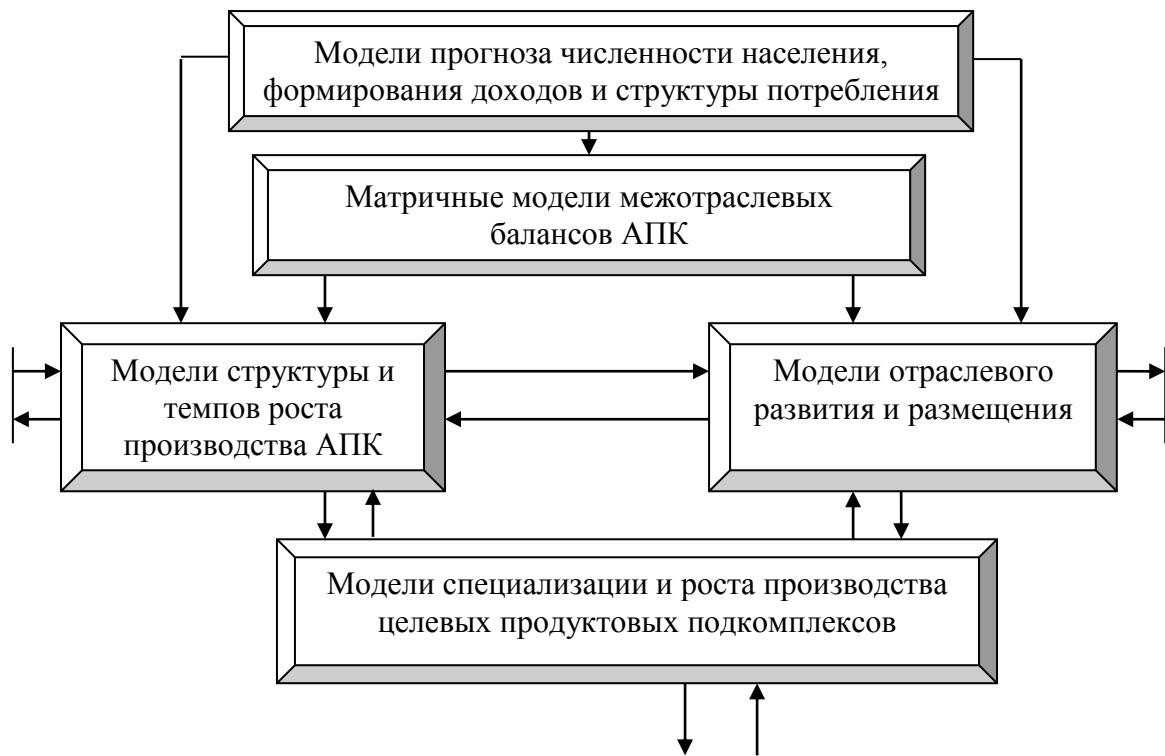 Модели прогноза численности населения,
формирования доходов и структуры потребления
Матричные модели межотраслевых
балансов АПК
Модели структуры и
темпов роста
производства АПК
Модели отраслевого
развития и размещения
Модели специализации и роста производства
целевых продуктовых подкомплексов